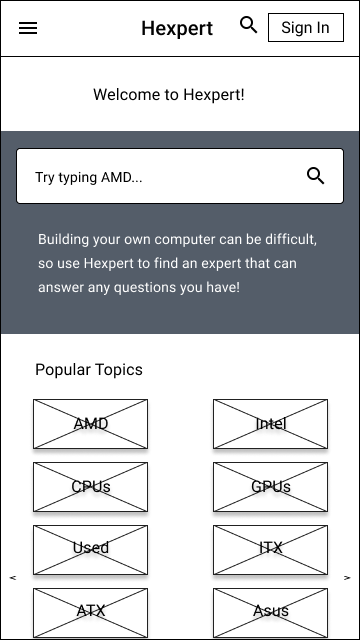 Hexpert
Sign In
Welcome to Hexpert!
Try typing AMD...
Building your own computer can be difficult,
so use Hexpert to find an expert that can
answer any questions you have!
Popular Topics
AMD
Intel
CPUs
GPUs
Used
ITX
<
>
ATX
Asus